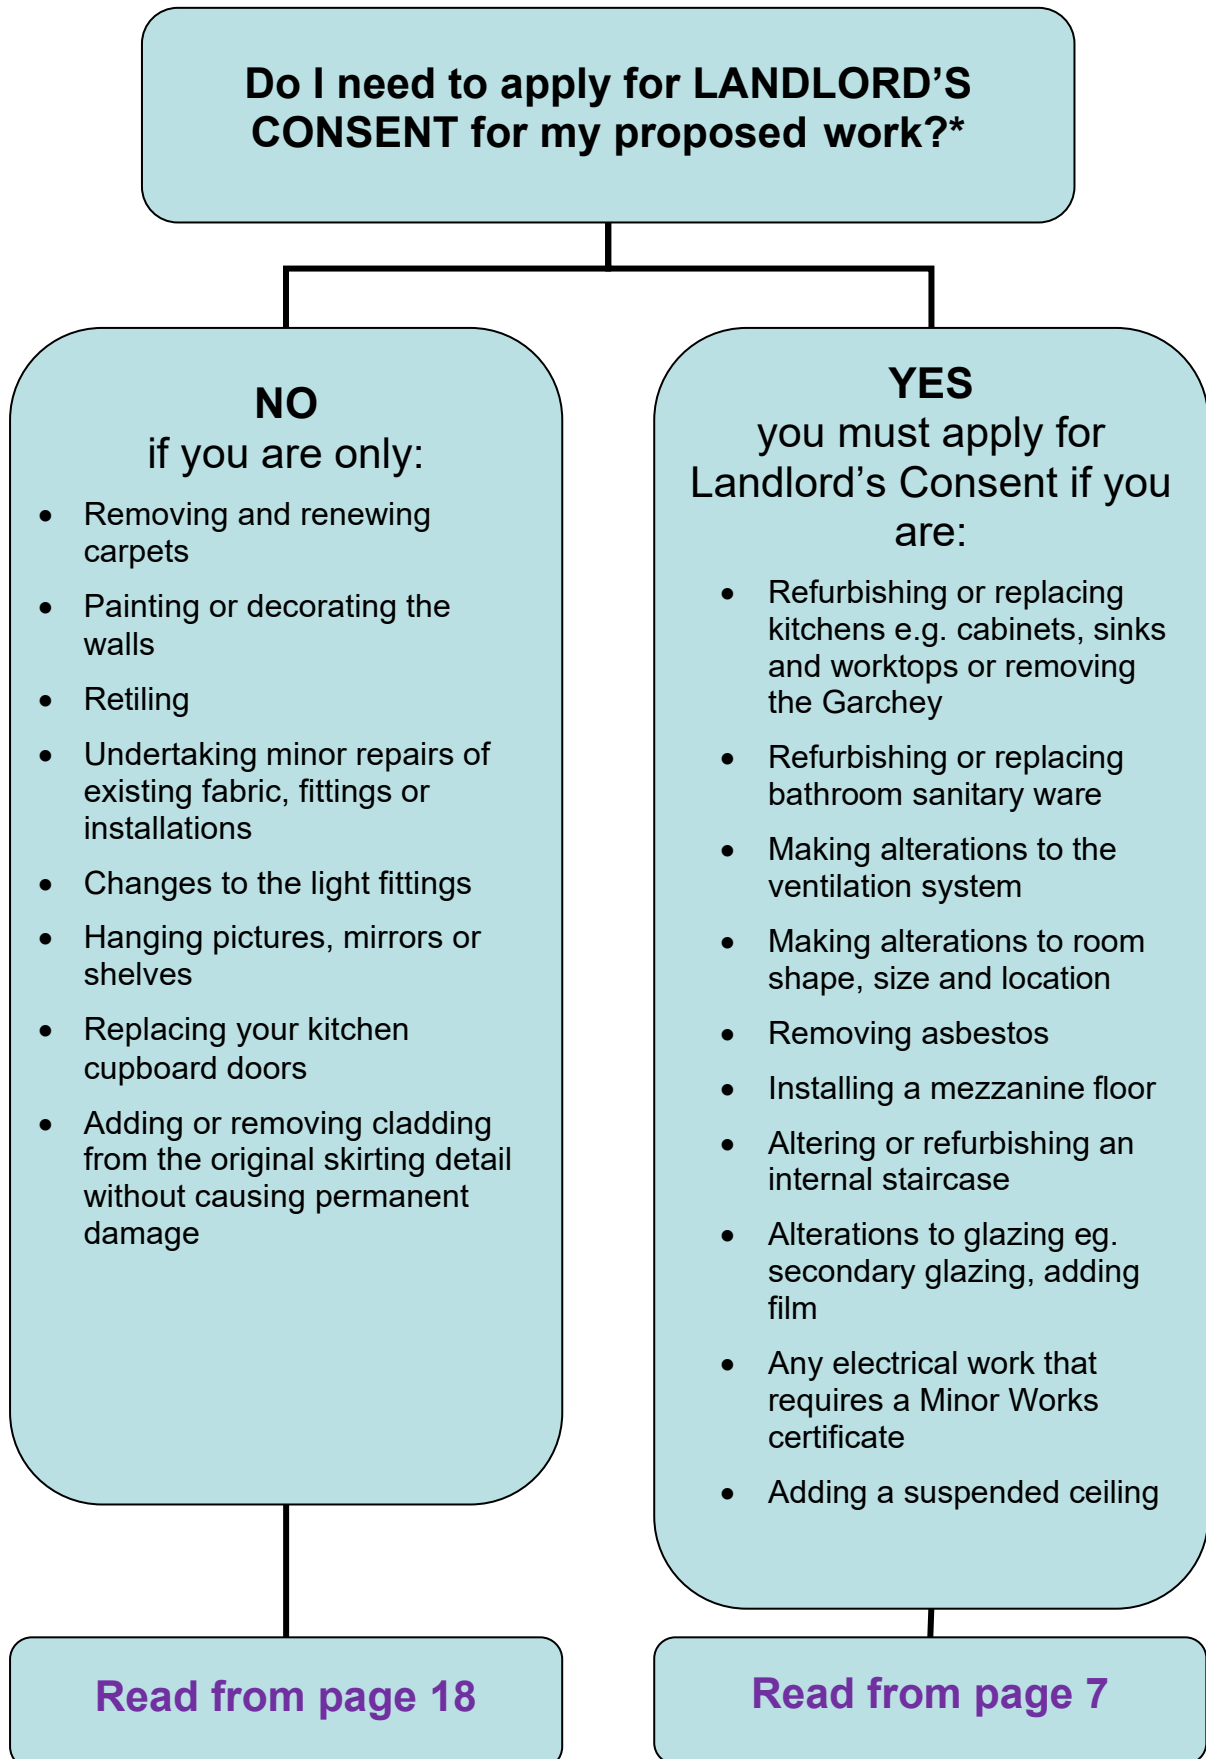 Do I need to apply for LANDLORD’S
CONSENT for my proposed work?*
NO
if you are only:
• Removing and renewing
carpets
• Painting or decorating the
walls
• Retiling
• Undertaking minor repairs of
existing fabric, fittings or
installations
• Changes to the light fittings
• Hanging pictures, mirrors or
shelves
• Replacing your kitchen
cupboard doors
• Adding or removing cladding
from the original skirting detail
without causing permanent
damage
Read from page 18
YES
you must apply for
Landlord’s Consent if you
are:
• Refurbishing or replacing
kitchens e.g. cabinets, sinks
and worktops or removing
the Garchey
• Refurbishing or replacing
bathroom sanitary ware
• Making alterations to the
ventilation system
• Making alterations to room
shape, size and location
• Removing asbestos
• Installing a mezzanine floor
• Altering or refurbishing an
internal staircase
• Alterations to glazing eg.
secondary glazing, adding
film
• Any electrical work that
requires a Minor Works
certificate
• Adding a suspended ceiling
Read from page 7